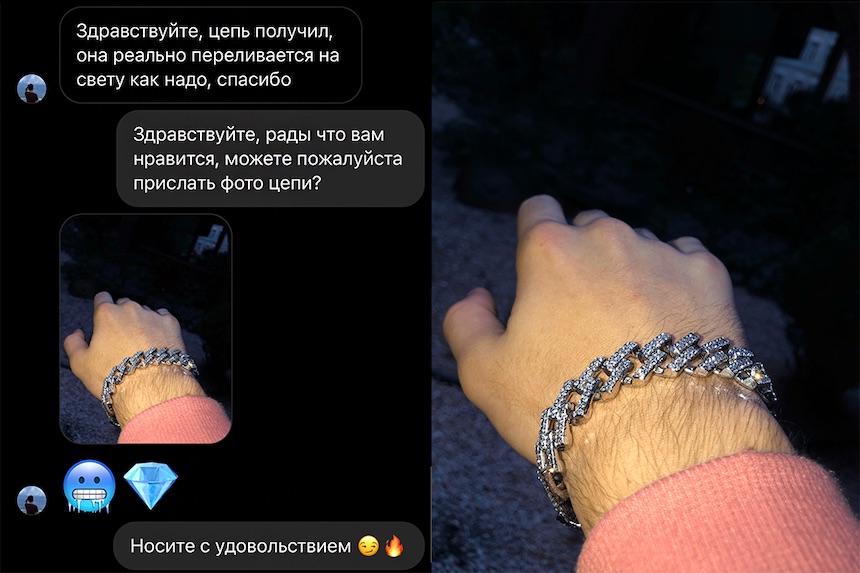 Здравствуйте, цепь получил,
она реально переливается на
свету как надо, спасибо
Здравствуйте, рады что вам
нравится, можете пожалуйста
прислать фото цепи?
🥶💎
Носите с удовольствием 😏🔥